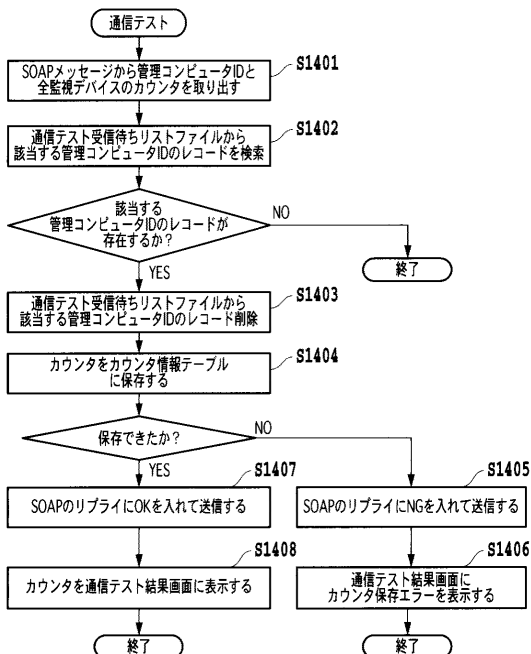 通信テスト
S1401
SOAPメッセージから管理コンピュータIDと
全監視デバイスのカウンタを取り出す
S1402
通信テスト受信待ちリストファイルから
該当する管理コンピュータIDのレコードを検索
該当する
管理コンピュータIDのレコードが
存在するか?
NO
終了
YES
S1403
通信テスト受信待ちリストファイルから
該当する管理コンピュータIDのレコード削除
S1404
カウンタをカウンタ情報テーブル
に保存する
保存できたか?
NO
YES
S1407
SOAPのリプライにOKを入れて送信する
S1405
SOAPのリプライにNGを入れて送信する
S1408
カウンタを通信テスト結果画面に表示する
S1406
通信テスト結果画面に
カウンタ保存エラーを表示する
終了
終了